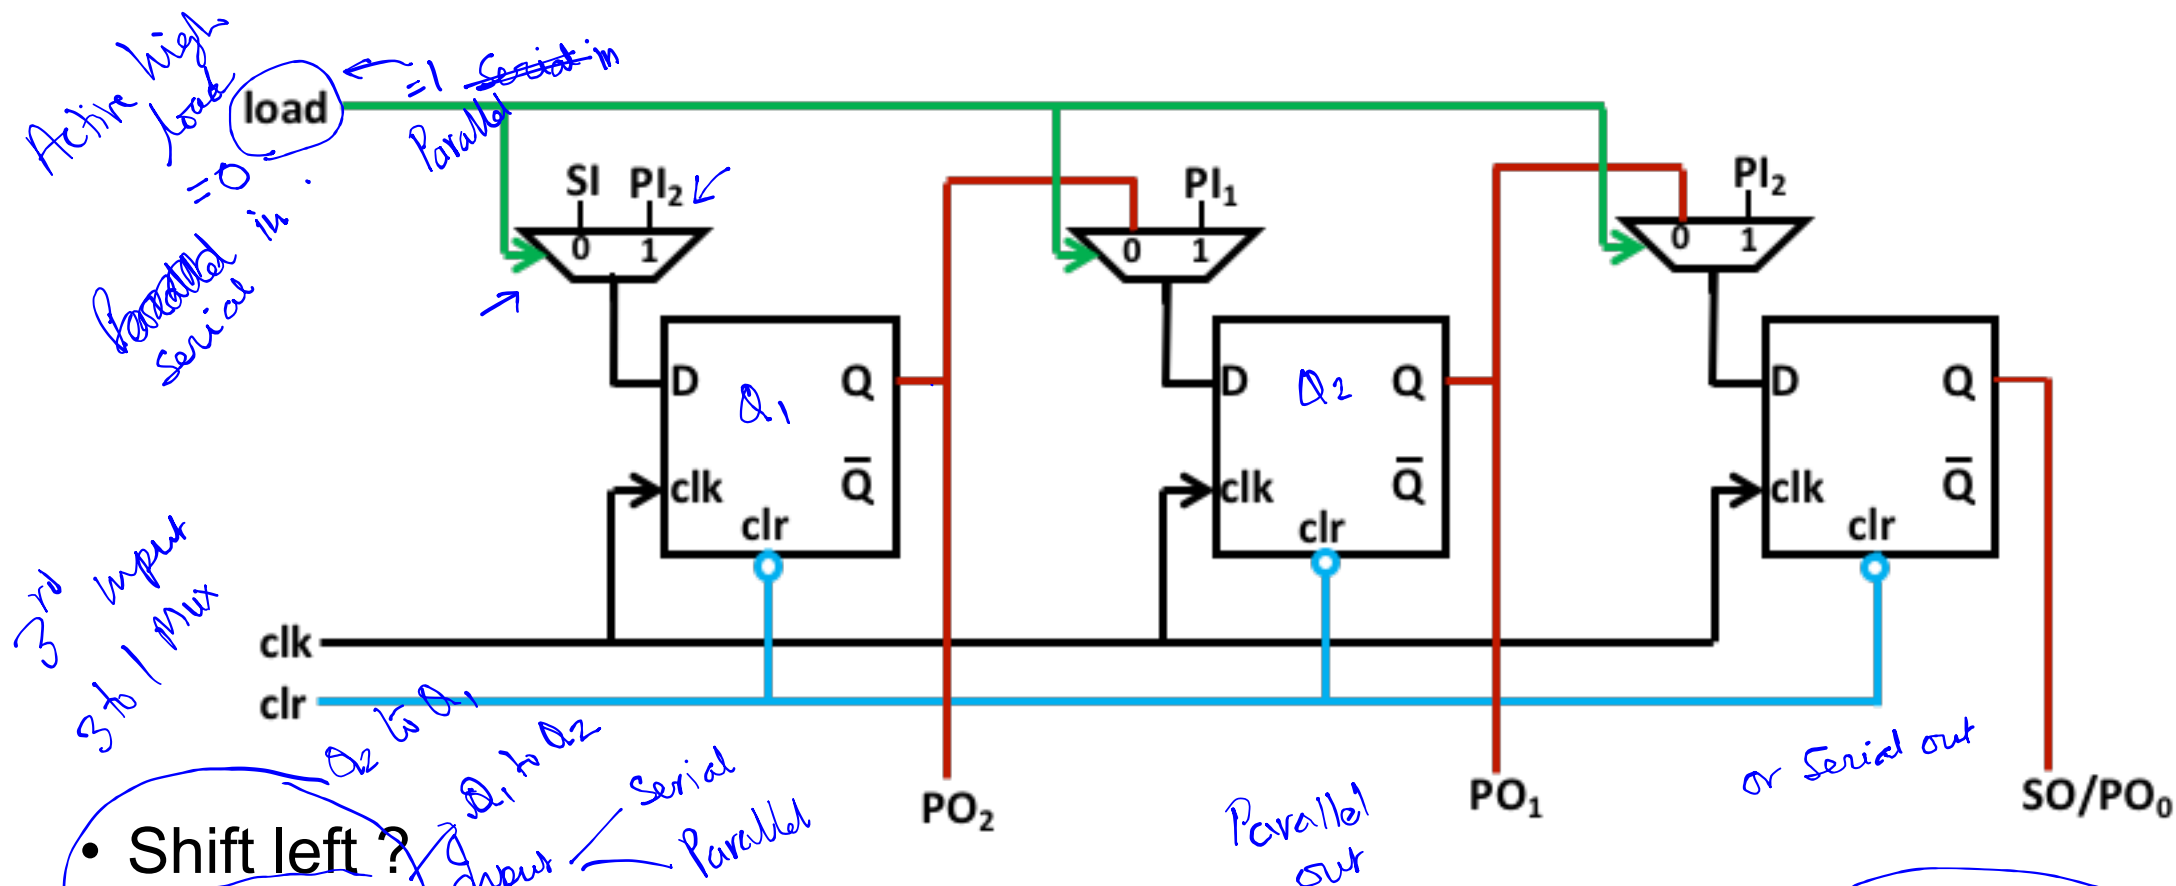 Active high
load
=1 Serial in
Parallel
load
=0
in
serial
SI PI₂
PI₁
PI₂
0 1
0 1
0 1
D Q₁ Q
D Q₂ Q
D Q
clk Q̅
clk Q̅
clk Q̅
clr
clr
clr
3rd input
3 to 1 Mux
clk
clr
Q₂ to Q₁
Q₁ to Q₂
Serial
Parallel
Input
PO₂
Parallel
out
PO₁
or Serial out
SO/PO₀
• Shift left ?